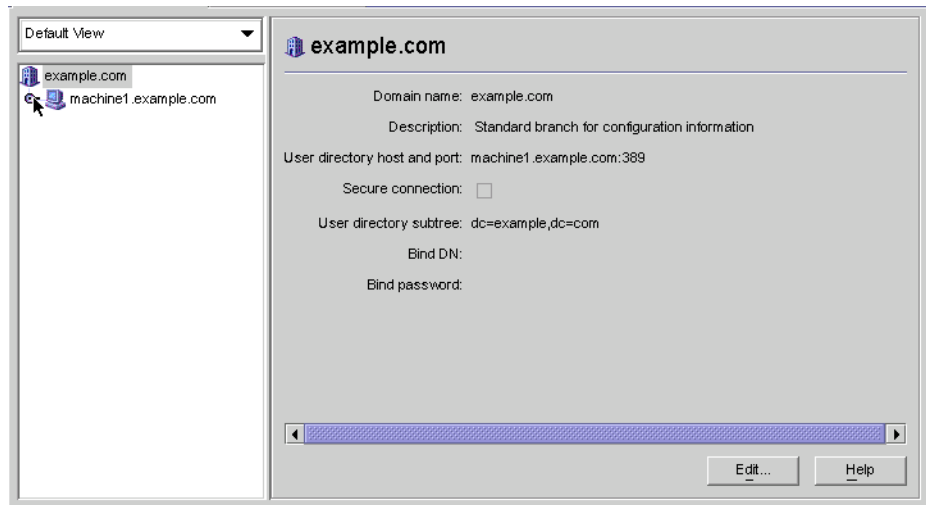 Default View
example.com
machine1.example.com
example.com
Domain name: example.com
Description: Standard branch for configuration information
User directory host and port: machine1.example.com:389
Secure connection:
User directory subtree: dc=example,dc=com
Bind DN:
Bind password:
Edit... Help